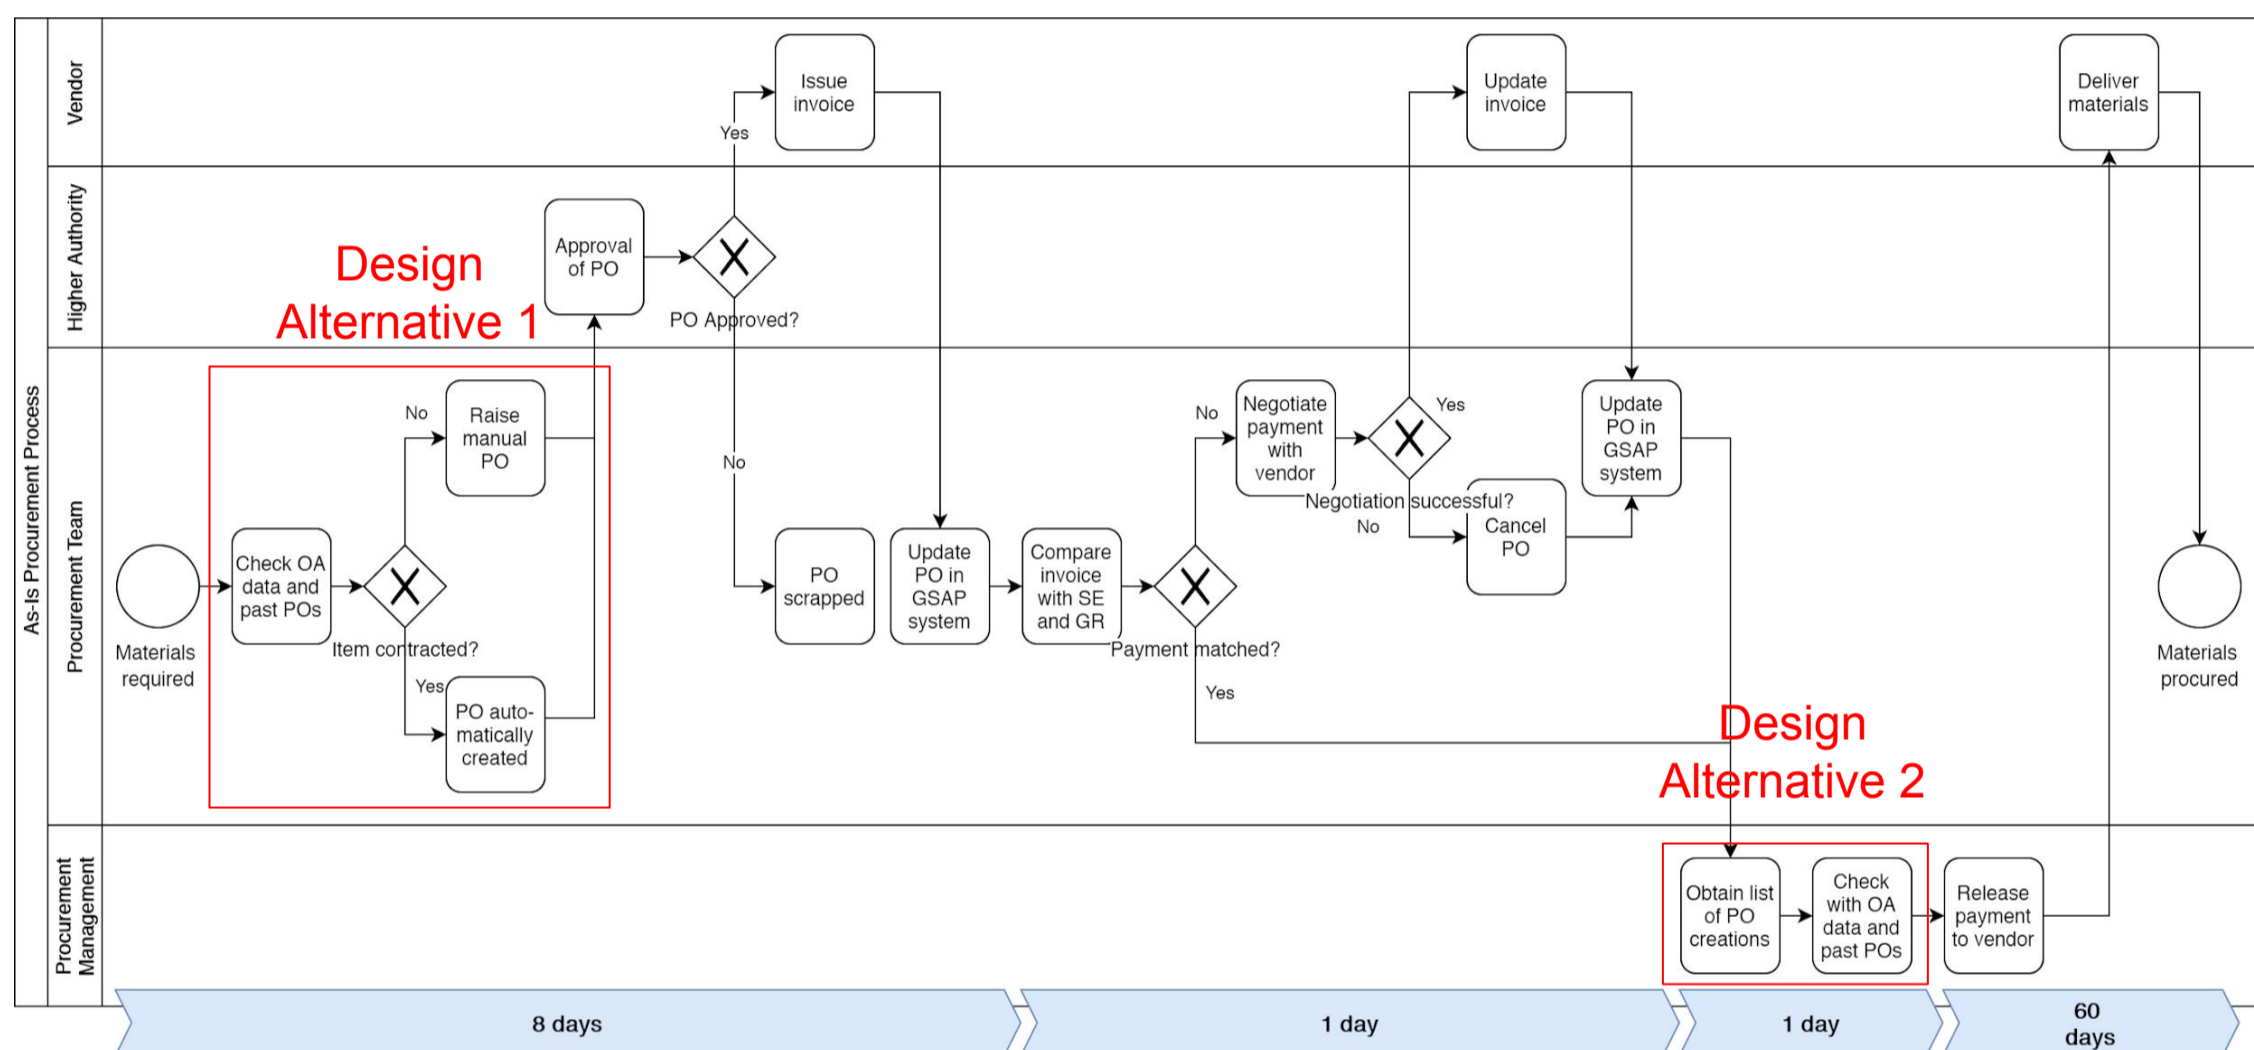 As-Is Procurement Process
Vendor
Higher Authority
Procurement Team
Procurement
Management
Issue
invoice
Update
invoice
Deliver
materials
Yes
Approval
of PO
PO Approved?
Design
Alternative 1
No
Raise
manual
PO
No
Materials
required
Check OA
data and
past POs
Item contracted?
Yes
PO auto-
matically
created
PO
scrapped
Update
PO in
GSAP
system
Compare
invoice
with SE
and GR
Payment matched?
Yes
No
Negotiate
payment
with
vendor
Yes
Negotiation successful?
No
Cancel
PO
Update
PO in
GSAP
system
Materials
procured
Design
Alternative 2
Obtain list
of PO
creations
Check
with OA
data and
past POs
Release
payment
to vendor
8 days
1 day
1 day
60
days